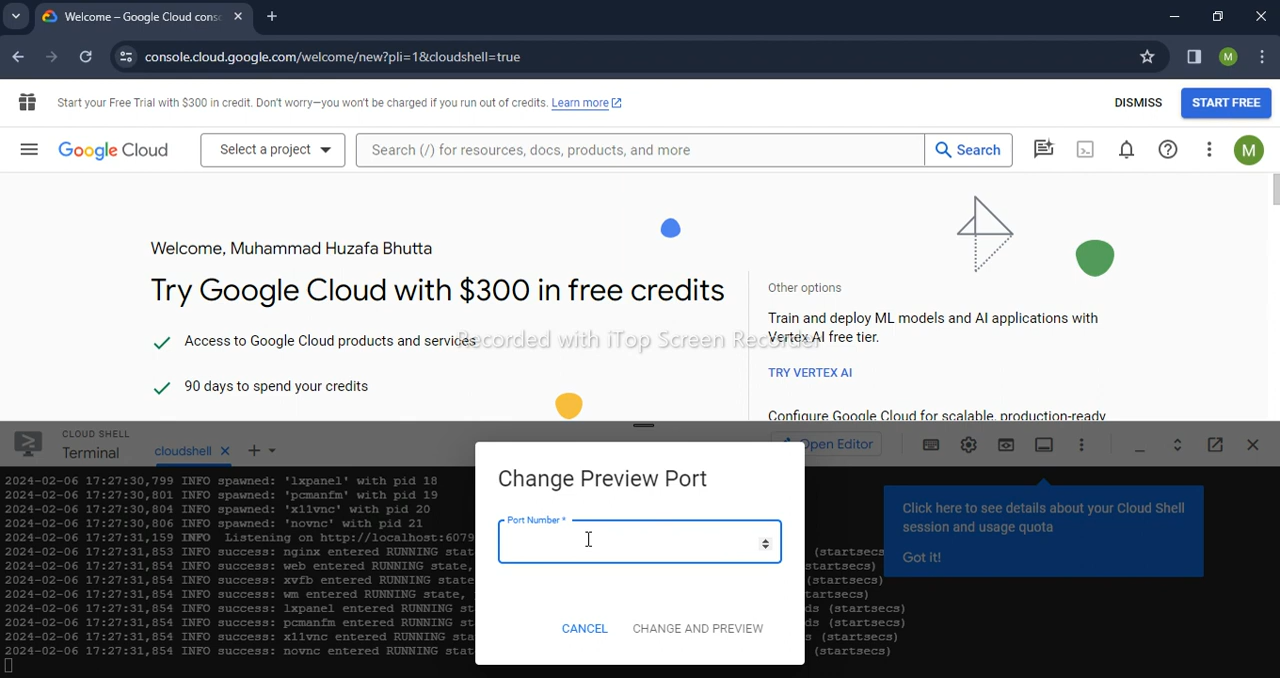 Welcome – Google Cloud cons
console.cloud.google.com/welcome/new?pli=1&cloudshell=true
M
Start your Free Trial with $300 in credit. Don't worry—you won't be charged if you run out of credits. Learn more
DISMISS
START FREE
Google Cloud
Select a project
Search (/) for resources, docs, products, and more
Search
M
Welcome, Muhammad Huzafa Bhutta
Try Google Cloud with $300 in free credits
Other options
Train and deploy ML models and AI applications with
Vertex AI free tier.
Access to Google Cloud products and services
Recorded with iTop Screen Recorder
TRY VERTEX AI
90 days to spend your credits
Configure Google Cloud for scalable, production-ready
CLOUD SHELL
Terminal
cloudshell
Open Editor
2024-02-06 17:27:30,799 INFO spawned: 'lxpanel' with pid 18
2024-02-06 17:27:30,801 INFO spawned: 'pcmanfm' with pid 19
2024-02-06 17:27:30,804 INFO spawned: 'x11vnc' with pid 20
2024-02-06 17:27:30,806 INFO spawned: 'novnc' with pid 21
2024-02-06 17:27:31,159 INFO Listening on http://localhost:6079
2024-02-06 17:27:31,853 INFO success: nginx entered RUNNING stat (startsecs
2024-02-06 17:27:31,854 INFO success: web entered RUNNING state, startsecs)
2024-02-06 17:27:31,854 INFO success: xvfb entered RUNNING state (startsecs)
2024-02-06 17:27:31,854 INFO success: wm entered RUNNING state, tartsecs)
2024-02-06 17:27:31,854 INFO success: lxpanel entered RUNNING st ds (startsecs)
2024-02-06 17:27:31,854 INFO success: pcmanfm entered RUNNING st ds (startsecs)
2024-02-06 17:27:31,854 INFO success: x11vnc entered RUNNING sta s (startsecs)
2024-02-06 17:27:31,854 INFO success: novnc entered RUNNING stat (startsecs)
Change Preview Port
Port Number *
CANCEL
CHANGE AND PREVIEW
Click here to see details about your Cloud Shell
session and usage quota
Got it!